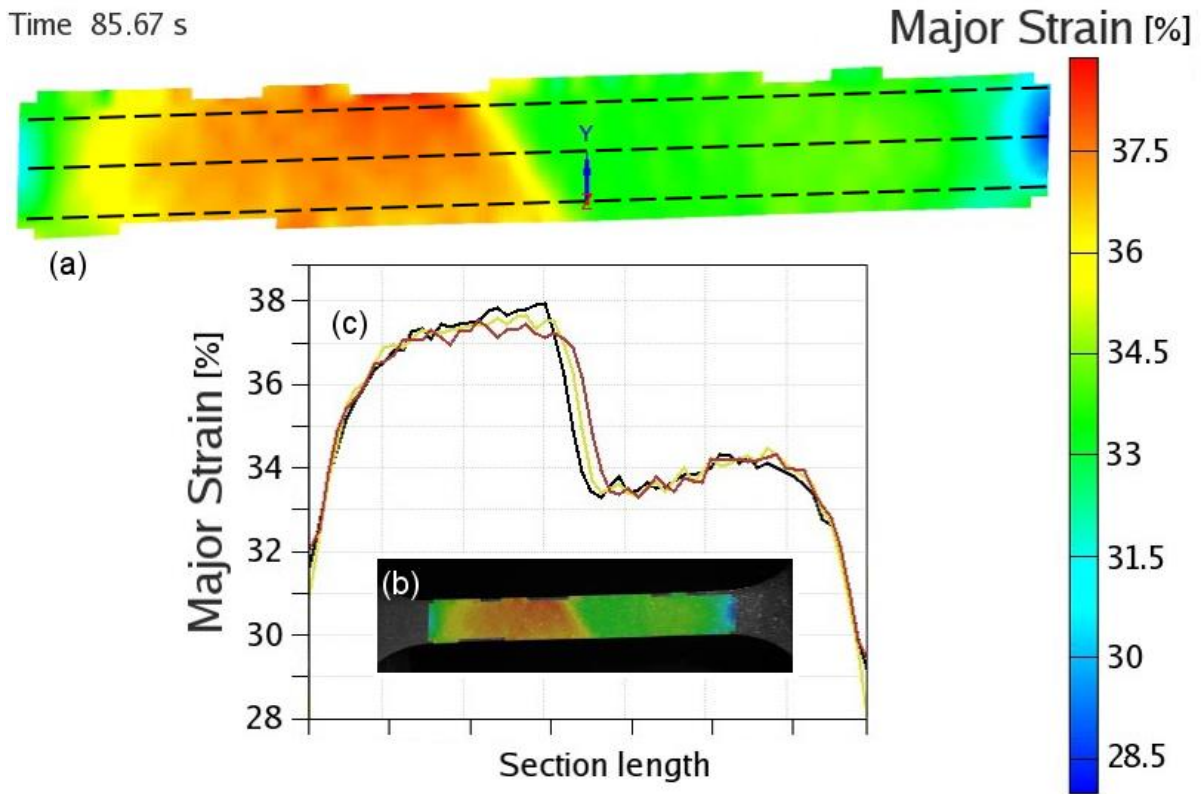 Time 85.67 s
Major Strain [%]
Y
Z
(a)
37.5
36
34.5
33
31.5
30
28.5
Major Strain [%]
38
36
34
32
30
28
(c)
(b)
Section length